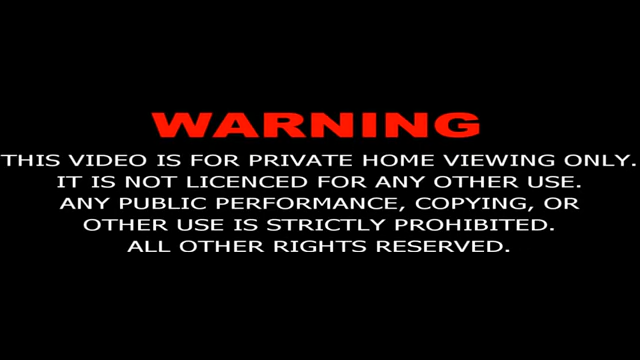 WARNING
THIS VIDEO IS FOR PRIVATE HOME VIEWING ONLY.
IT IS NOT LICENCED FOR ANY OTHER USE.
ANY PUBLIC PERFORMANCE, COPYING, OR
OTHER USE IS STRICTLY PROHIBITED.
ALL OTHER RIGHTS RESERVED.